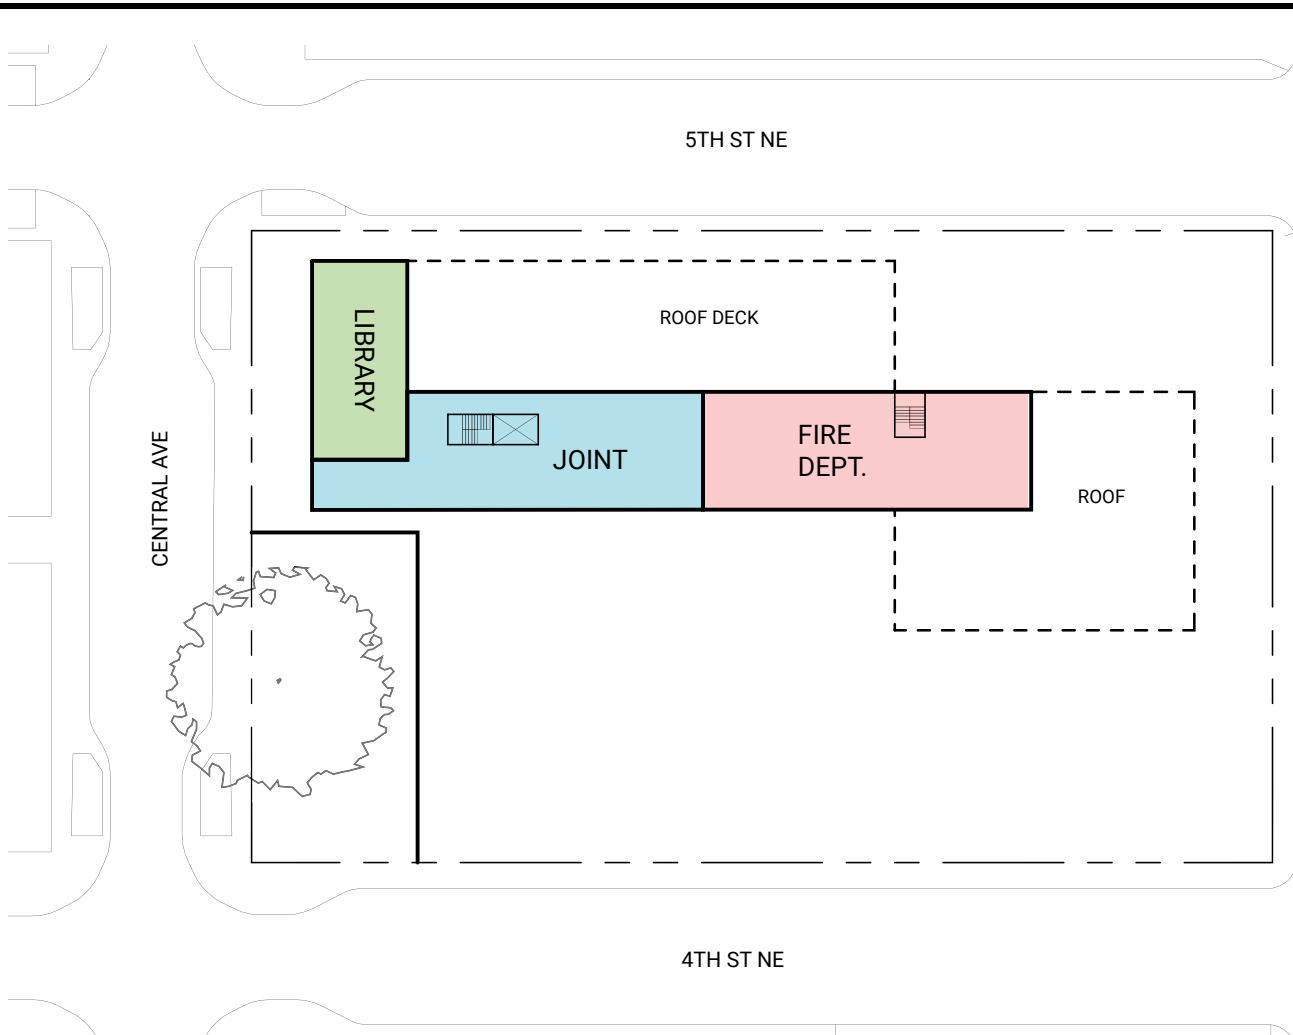 5TH ST NE
ROOF DECK
LIBRARY
FIRE
DEPT.
JOINT
ROOF
CENTRAL AVE
4TH ST NE